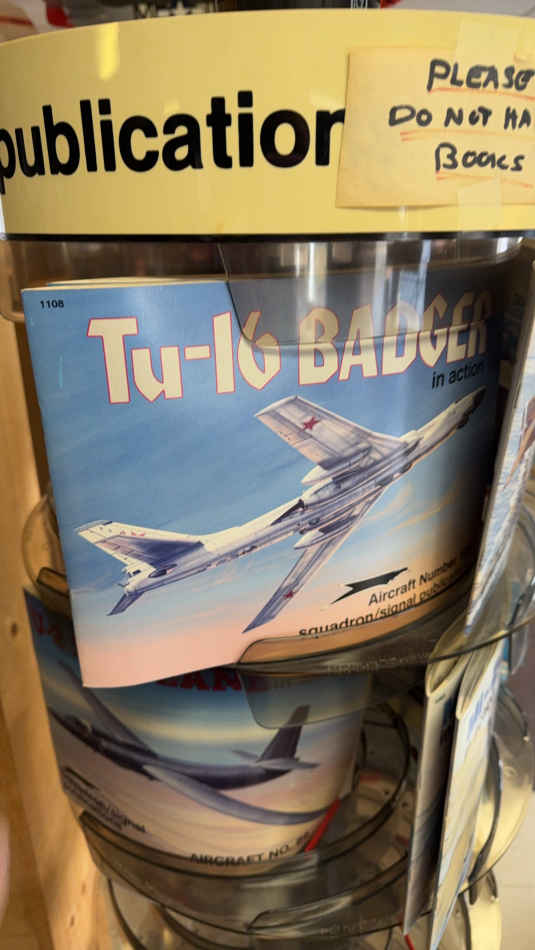 publication
PLEASE
DO NOT HA
BOOKS
1108
Tu-16 BADGER
in action
Aircraft Number
squadron/signal public
AIRCRAFT NO.